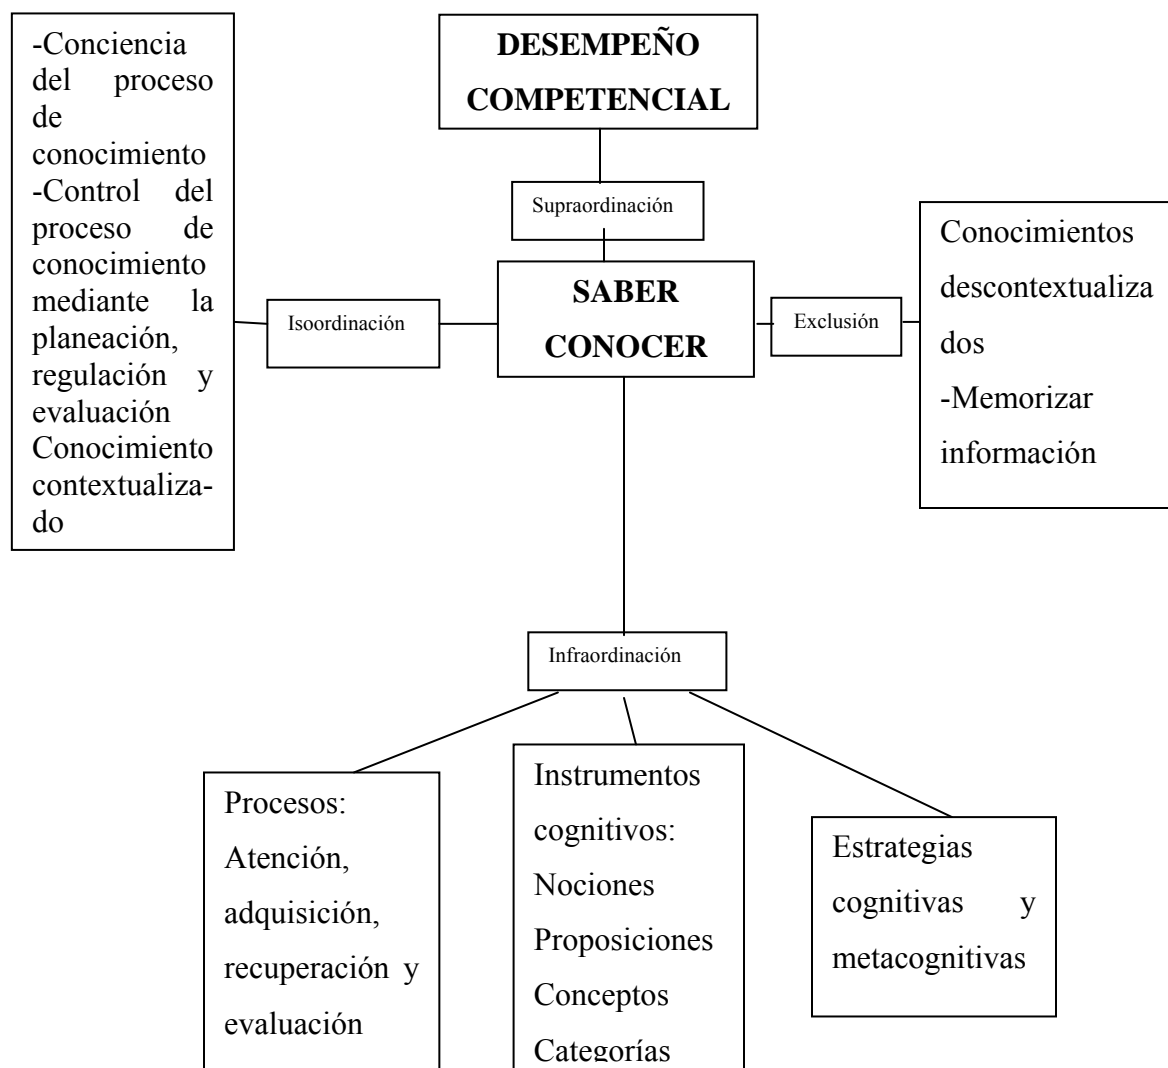 -Conciencia
del proceso
de
conocimiento
-Control del
proceso de
conocimiento
mediante la
planeación,
regulación y
evaluación
Conocimiento
contextualiza-
do
DESEMPEÑO
COMPETENCIAL
Supraordinación
SABER
CONOCER
Isoordinación
Exclusión
Conocimientos
descontextualiza
dos
-Memorizar
información
Infraordinación
Procesos:
Atención,
adquisición,
recuperación y
evaluación
Instrumentos
cognitivos:
Nociones
Proposiciones
Conceptos
Categorías
Estrategias
cognitivas y
metacognitivas